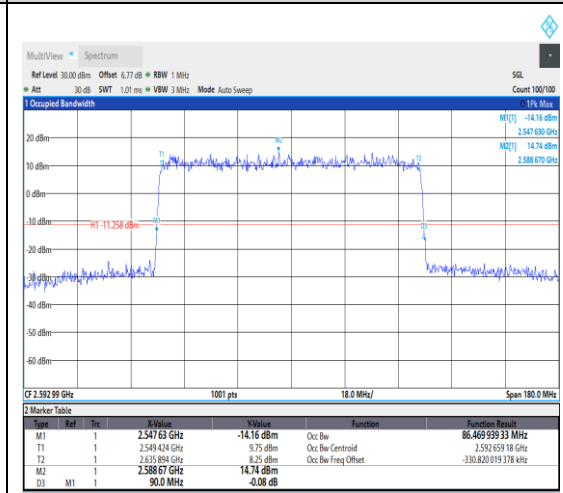 MultiView Spectrum
Ref Level 30.00 dBm Offset 6.77 dB RBW 1 MHz SGL
Att 30 dB SWT 1.01 ms VBW 3 MHz Mode Auto Sweep Count 100/100
1 Occupied Bandwidth 1Pk Max
M1[1] -14.16 dBm
2.547 630 GHz
M2[1] 14.74 dBm
2.588 670 GHz
20 dBm
M2
T1
T2
10 dBm
0 dBm
-10 dBm
H1 -11.258 dBm
M1
D3
-20 dBm
-30 dBm
-40 dBm
-50 dBm
-60 dBm
CF 2.592 99 GHz 1001 pts 18.0 MHz/ Span 180.0 MHz
2 Marker Table
Type Ref Trc X-Value Y-Value Function Function Result
M1 1 2.547 63 GHz -14.16 dBm Occ Bw 86.469 939 33 MHz
T1 1 2.549 424 GHz 9.75 dBm Occ Bw Centroid 2.592 659 18 GHz
T2 1 2.635 894 GHz 8.25 dBm Occ Bw Freq Offset -330.820 019 378 kHz
M2 1 2.588 67 GHz 14.74 dBm
D3 M1 1 90.0 MHz -0.08 dB